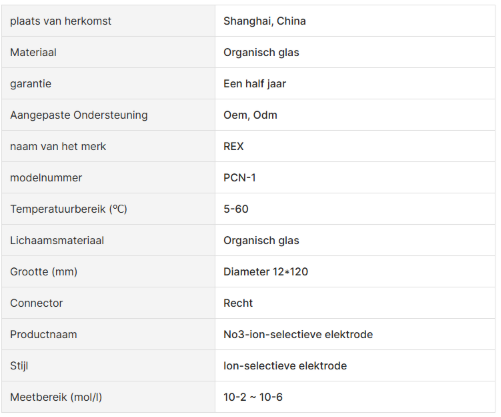 plaats van herkomst Shanghai, China
Materiaal Organisch glas
garantie Een half jaar
Aangepaste Ondersteuning Oem, Odm
naam van het merk REX
modelnummer PCN-1
Temperatuurbereik (℃) 5-60
Lichaamsmateriaal Organisch glas
Grootte (mm) Diameter 12*120
Connector Recht
Productnaam No3-ion-selectieve elektrode
Stijl Ion-selectieve elektrode
Meetbereik (mol/l) 10-2 ~ 10-6